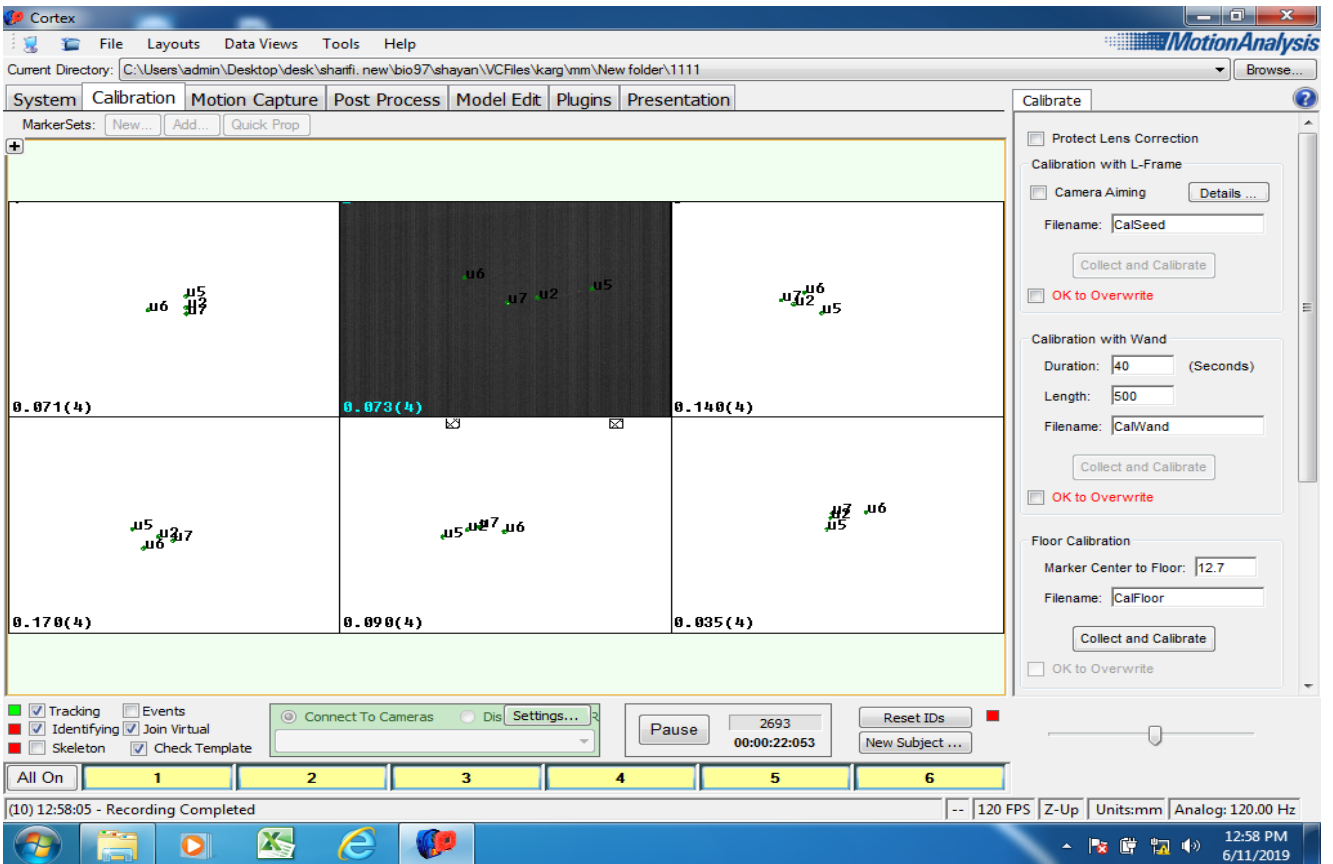 Cortex
File Layouts Data Views Tools Help
MotionAnalysis
Current Directory: C:\Users\admin\Desktop\desk\sharifi. new\bio97\shayan\VCFiles\karg\mm\New folder\1111 Browse...
System Calibration Motion Capture Post Process Model Edit Plugins Presentation
MarkerSets: New... Add... Quick Prop
u5
u6
u7
0.071(4)
u6
u5
u7 u2
0.073(4)
u6
u7
u2
u5
0.140(4)
u5
u7
u6
0.170(4)
u7
u5
u6
0.090(4)
u6
u5
0.035(4)
Calibrate
Protect Lens Correction
Calibration with L-Frame
Camera Aiming Details ...
Filename: CalSeed
Collect and Calibrate
OK to Overwrite
Calibration with Wand
Duration: 40 (Seconds)
Length: 500
Filename: CalWand
Collect and Calibrate
OK to Overwrite
Floor Calibration
Marker Center to Floor: 12.7
Filename: CalFloor
Collect and Calibrate
OK to Overwrite
Tracking Events
Identifying Join Virtual
Skeleton Check Template
Connect To Cameras Dis Settings...
Pause
2693
00:00:22:053
Reset IDs
New Subject ...
All On 1 2 3 4 5 6
(10) 12:58:05 - Recording Completed
-- 120 FPS Z-Up Units:mm Analog: 120.00 Hz
12:58 PM
6/11/2019